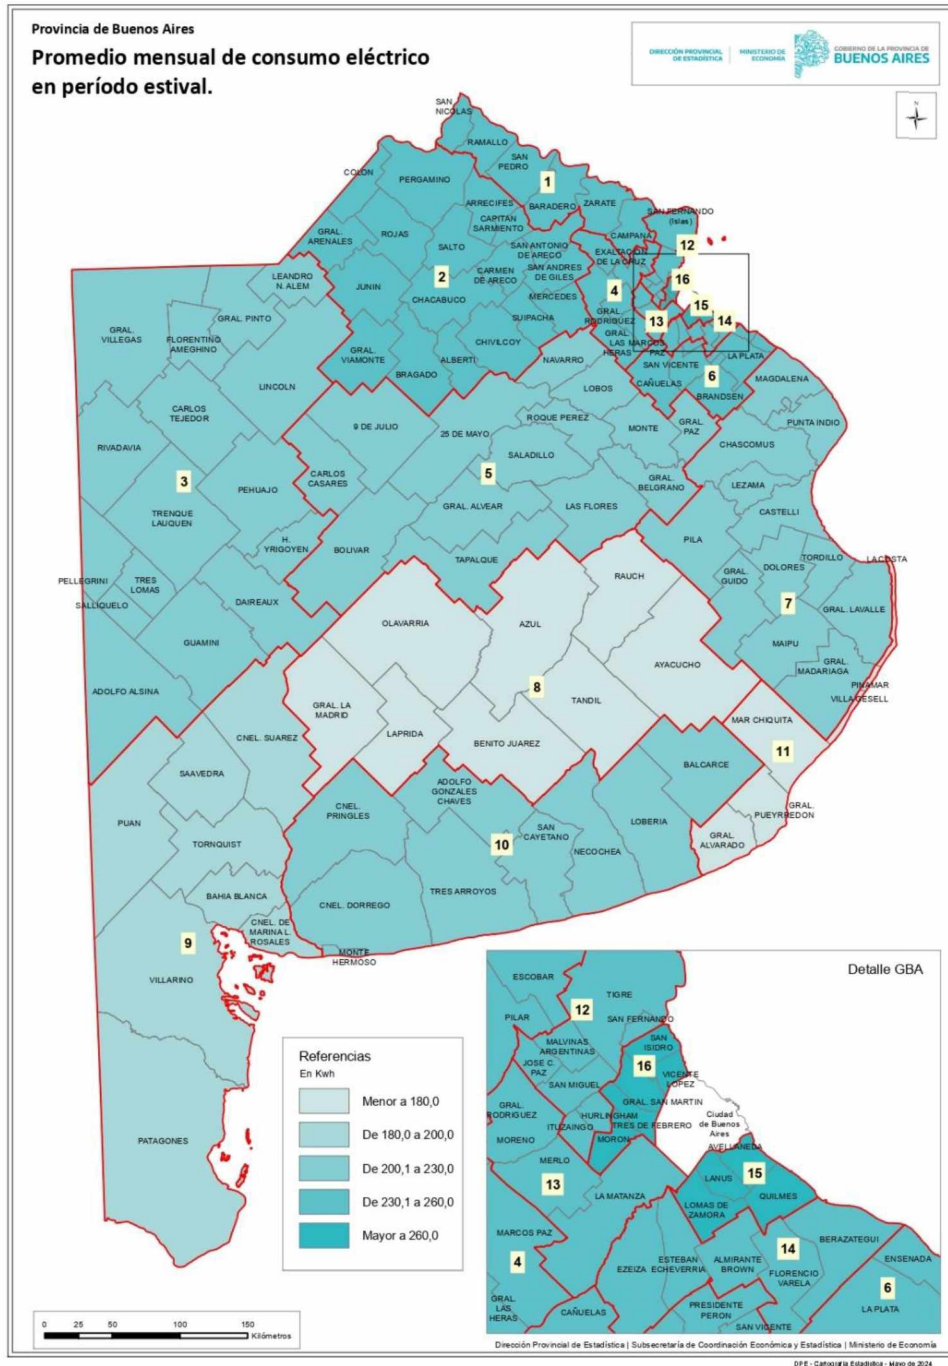 Provincia de Buenos Aires
Promedio mensual de consumo eléctrico
en período estival.
DIRECCIÓN PROVINCIAL
DE ESTADÍSTICA
MINISTERIO DE
ECONOMÍA
GOBIERNO DE LA PROVINCIA DE
BUENOS AIRES
N
SAN
NICOLAS
RAMALLO
SAN
PEDRO
1
COLON
PERGAMINO
BARADERO
ZARATE
ARRECIFES
SAN FERNANDO
(Islas)
CAPITAN
SARMIENTO
GRAL.
ARENALES
ROJAS
CAMPANA
12
SALTO
SAN ANTONIO
DE ARECO
EXALTACION
DE LA CRUZ
LEANDRO
N. ALEM
2
CARMEN
DE ARECO
SAN ANDRES
DE GILES
16
JUNIN
4
CHACABUCO
MERCEDES
15
GRAL. PINTO
GRAL.
RODRIGUEZ
13
14
SUIPACHA
GRAL.
VILLEGAS
FLORENTINO
AMEGHINO
GRAL.
VIAMONTE
CHIVILCOY
GRAL.
LAS
HERAS
MARCOS
PAZ
LA PLATA
ALBERTI
NAVARRO
SAN VICENTE
BRAGADO
6
MAGDALENA
CAÑUELAS
LINCOLN
LOBOS
BRANDSEN
CARLOS
TEJEDOR
ROQUE PEREZ
PUNTA INDIO
9 DE JULIO
25 DE MAYO
MONTE
GRAL.
PAZ
CHASCOMUS
RIVADAVIA
SALADILLO
3
5
CARLOS
CASARES
PEHUAJO
GRAL.
BELGRANO
LEZAMA
TRENQUE
LAUQUEN
GRAL. ALVEAR
LAS FLORES
CASTELLI
H.
YRIGOYEN
BOLIVAR
PILA
TAPALQUE
TORDILLO
LA COSTA
PELLEGRINI
TRES
LOMAS
GRAL.
GUIDO
DOLORES
RAUCH
SALLIQUELO
DAIREAUX
7
GRAL. LAVALLE
OLAVARRIA
AZUL
GUAMINI
MAIPU
AYACUCHO
GRAL.
MADARIAGA
ADOLFO ALSINA
8
PINAMAR
VILLA GESELL
TANDIL
GRAL. LA
MADRID
MAR CHIQUITA
LAPRIDA
CNEL. SUAREZ
BENITO JUAREZ
11
BALCARCE
SAAVEDRA
ADOLFO
GONZALES
CHAVES
GRAL.
PUEYRREDON
CNEL.
PRINGLES
PUAN
SAN
CAYETANO
LOBERIA
GRAL.
ALVARADO
TORNQUIST
10
NECOCHEA
BAHIA BLANCA
TRES ARROYOS
CNEL. DORREGO
CNEL. DE
MARINA L.
ROSALES
9
MONTE
HERMOSO
VILLARINO
PATAGONES
Referencias
En Kwh
Menor a 180,0
De 180,0 a 200,0
De 200,1 a 230,0
De 230,1 a 260,0
Mayor a 260,0
0 25 50 100 150
Kilómetros
Detalle GBA
ESCOBAR
TIGRE
12
PILAR
SAN FERNANDO
MALVINAS
ARGENTINAS
SAN
ISIDRO
JOSE C.
PAZ
16
VICENTE
LOPEZ
SAN MIGUEL
GRAL. SAN MARTIN
GRAL.
RODRIGUEZ
HURLINGHAM
TRES DE FEBRERO
Ciudad
de Buenos
Aires
ITUZAINGO
MORENO
MORON
AVELLANEDA
MERLO
13
LANUS
15
LA MATANZA
QUILMES
LOMAS DE
ZAMORA
MARCOS PAZ
BERAZATEGUI
14
4
ENSENADA
EZEIZA
ESTEBAN
ECHEVERRIA
ALMIRANTE
BROWN
FLORENCIO
VARELA
6
GRAL.
LAS
HERAS
CAÑUELAS
PRESIDENTE
PERON
LA PLATA
SAN VICENTE
Dirección Provincial de Estadística | Subsecretaría de Coordinación Económica y Estadística | Ministerio de Economía
DPE - Cartografía Estadística - Mayo de 2024.